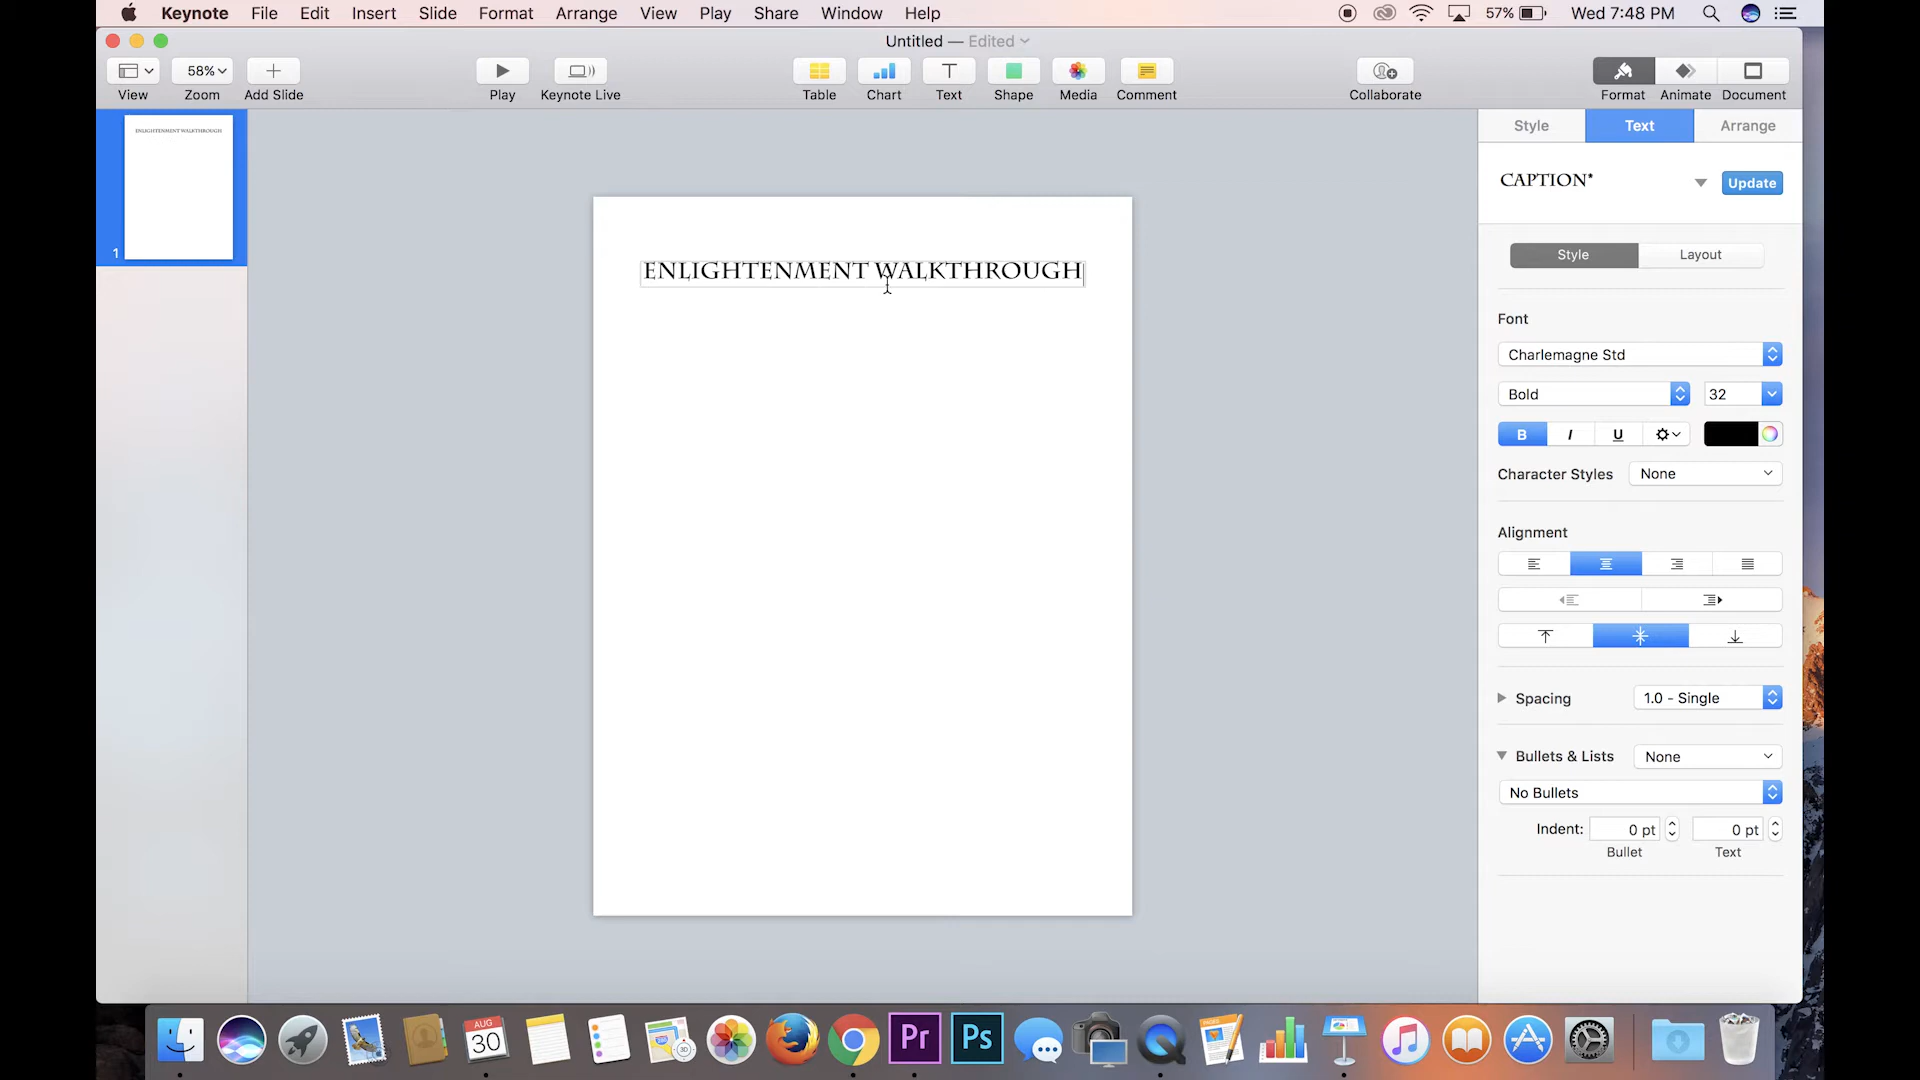 Keynote File Edit Insert Slide Format Arrange View Play Share Window Help 57% Wed 7:48 PM
Untitled — Edited
58%
View Zoom Add Slide Play Keynote Live Table Chart Text Shape Media Comment Collaborate Format Animate Document
ENLIGHTENMENT WALKTHROUGH
1
ENLIGHTENMENT WALKTHROUGH
Style Text Arrange
CAPTION* Update
Style Layout
Font
Charlemagne Std
Bold 32
B I U
Character Styles None
Alignment
Spacing 1.0 - Single
Bullets & Lists None
No Bullets
Indent: 0 pt 0 pt
Bullet Text
AUG
30
Pr
Ps